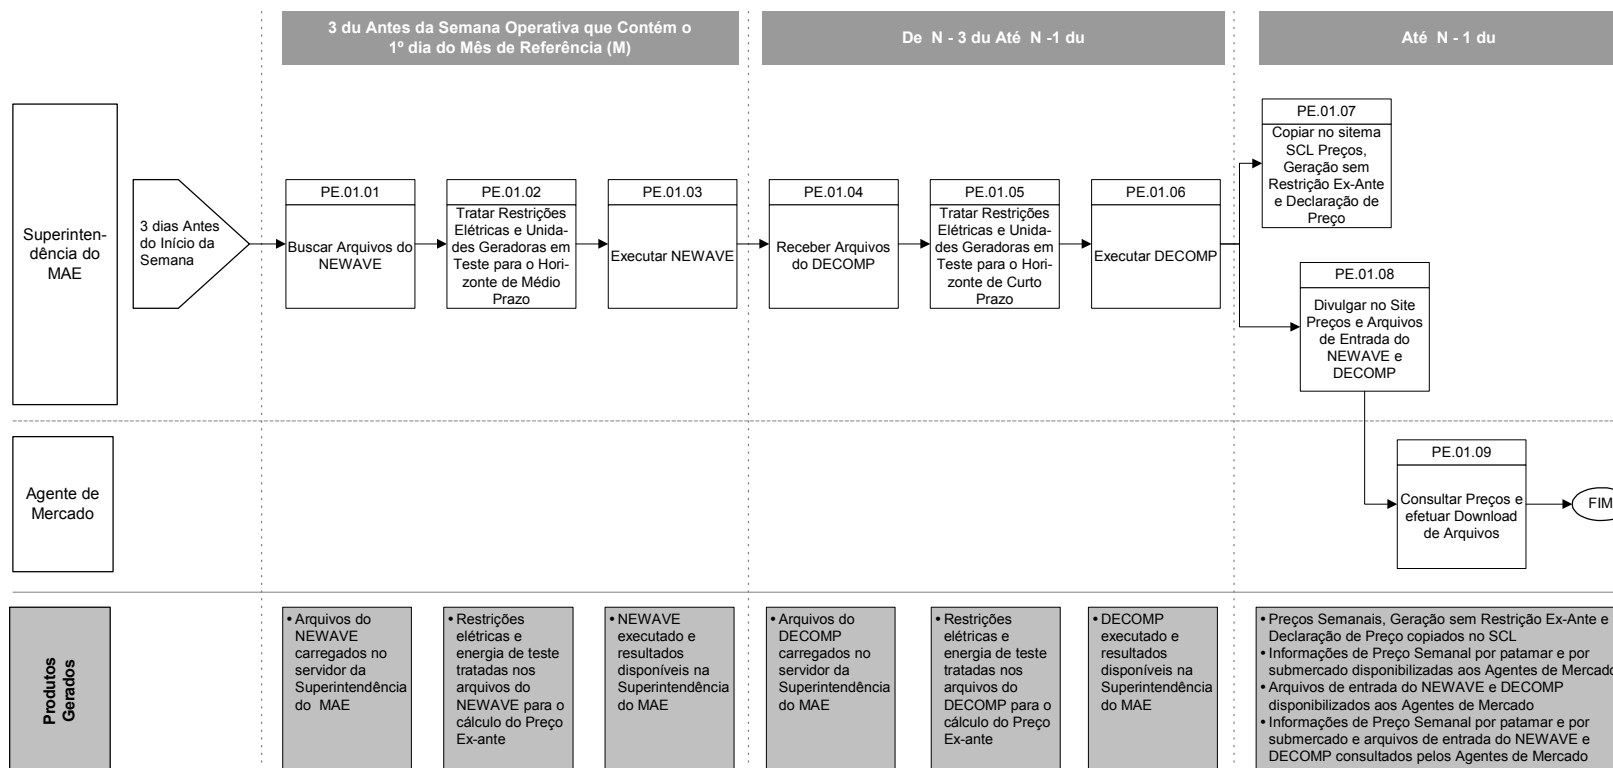 3 du Antes da Semana Operativa que Contém o
1º dia do Mês de Referência (M)
De N - 3 du Até N -1 du
Até N - 1 du
Superinten-
dência do
MAE
3 dias Antes
do Início da
Semana
PE.01.01
Buscar Arquivos do
NEWAVE
PE.01.02
Tratar Restrições
Elétricas e Unida-
des Geradoras em
Teste para o Hori-
zonte de Médio
Prazo
PE.01.03
Executar NEWAVE
PE.01.04
Receber Arquivos
do DECOMP
PE.01.05
Tratar Restrições
Elétricas e Unida-
des Geradoras em
Teste para o Hori-
zonte de Curto
Prazo
PE.01.06
Executar DECOMP
PE.01.07
Copiar no sitema
SCL Preços,
Geração sem
Restrição Ex-Ante
e Declaração de
Preço
PE.01.08
Divulgar no Site
Preços e Arquivos
de Entrada do
NEWAVE e
DECOMP
Agente de
Mercado
PE.01.09
Consultar Preços e
efetuar Download
de Arquivos
FIM
Produtos
Gerados
• Arquivos do
NEWAVE
carregados no
servidor da
Superintendência
do MAE
• Restrições
elétricas e
energia de teste
tratadas nos
arquivos do
NEWAVE para o
cálculo do Preço
Ex-ante
• NEWAVE
executado e
resultados
disponíveis na
Superintendência
do MAE
• Arquivos do
DECOMP
carregados no
servidor da
Superintendência
do MAE
• Restrições
elétricas e
energia de teste
tratadas nos
arquivos do
DECOMP para o
cálculo do Preço
Ex-ante
• DECOMP
executado e
resultados
disponíveis na
Superintendência
do MAE
• Preços Semanais, Geração sem Restrição Ex-Ante e
Declaração de Preço copiados no SCL
• Informações de Preço Semanal por patamar e por
submercado disponibilizadas aos Agentes de Mercado
• Arquivos de entrada do NEWAVE e DECOMP
disponibilizados aos Agentes de Mercado
• Informações de Preço Semanal por patamar e por
submercado e arquivos de entrada do NEWAVE e
DECOMP consultados pelos Agentes de Mercado